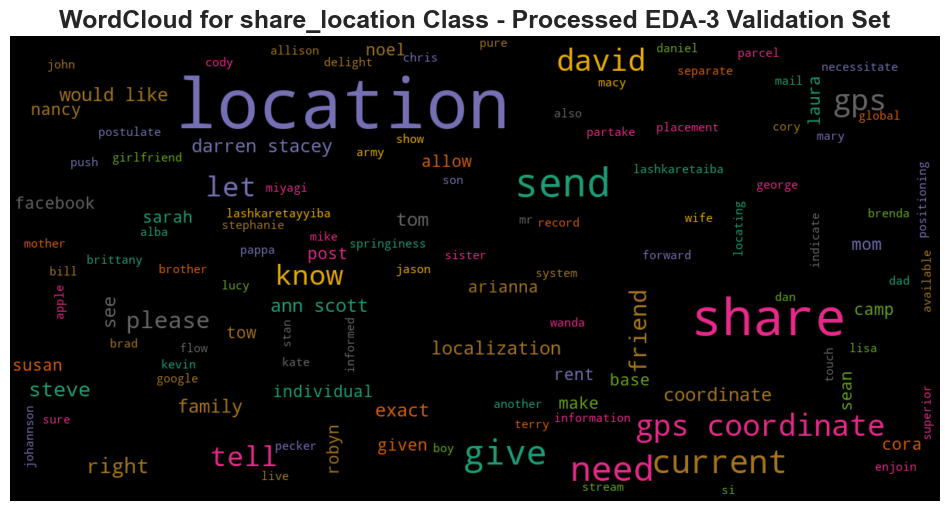 WordCloud for share_location Class - Processed EDA-3 Validation Set
allison
noel
pure
david
daniel
parcel
john
cody
delight
chris
macy
separate
necessitate
would like
location
mail
laura
gps
nancy
also
global
postulate
partake
placement
cory
mary
darren stacey
show
push
girlfriend
army
allow
send
lashkaretaiba
let
miyagi
son
george
positioning
facebook
sarah
lashkaretayyiba
tom
mr
record
wife
locating
brenda
alba
stephanie
indicate
mother
mike
springiness
mom
brittany
pappa
post
sister
forward
bill
brother
know
jason
system
dad
available
apple
lucy
arianna
dan
see
please
ann scott
friend
share
camp
stan
informed
wanda
tow
brad
flow
localization
lisa
susan
kevin
kate
touch
google
rent
base
sean
steve
individual
coordinate
superior
family
exact
another
make
sure
terry
information
gps coordinate
johannson
robyn
given
boy
cora
pecker
tell
give
right
live
need
current
enjoin
stream
si